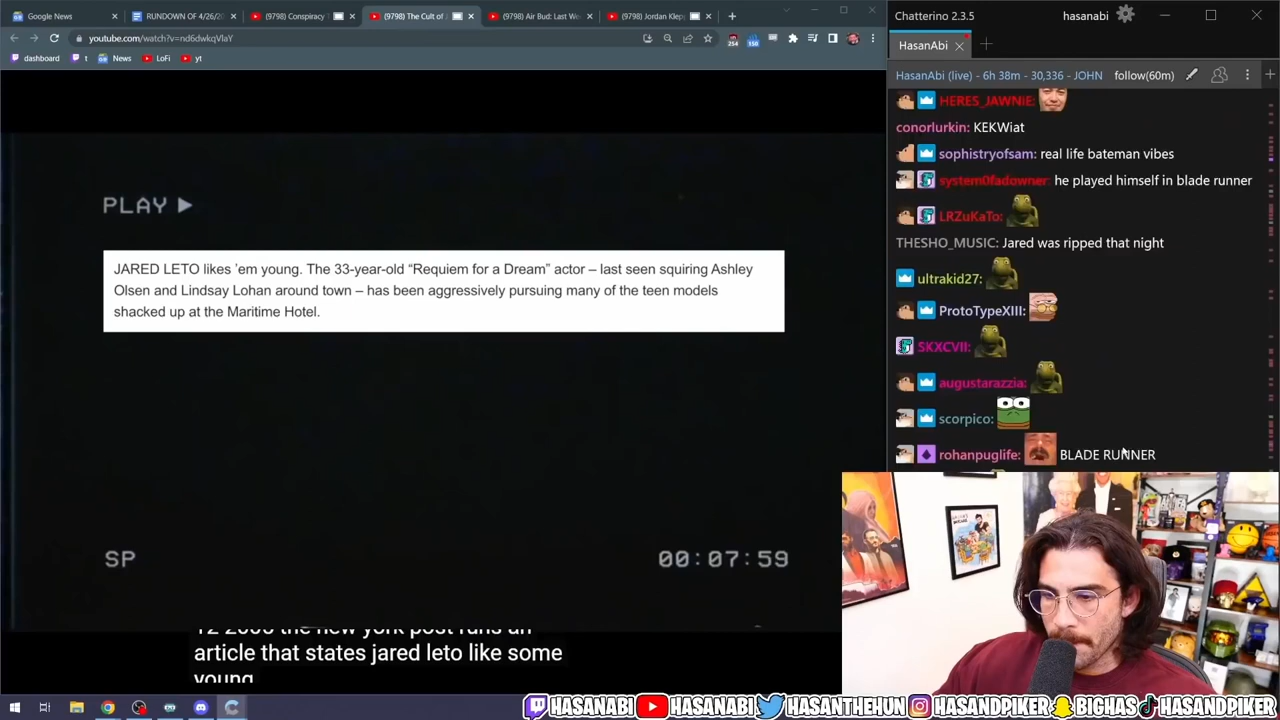 Google News
RUNDOWN OF 4/26/20
(9798) Conspiracy T
(9798) The Cult of J
(9798) Air Bud: Last Wo
(9798) Jordan Klep
youtube.com/watch?v=nd6dwkqVlaY
dashboard
t
News
LoFi
yt
PLAY
JARED LETO likes 'em young. The 33-year-old “Requiem for a Dream” actor – last seen squiring Ashley
Olsen and Lindsay Lohan around town – has been aggressively pursuing many of the teen models
shacked up at the Maritime Hotel.
SP
00:07:59
12 2006 the new york post runs an
article that states jared leto like some
young
Chatterino 2.3.5
hasanabi
HasanAbi
HasanAbi (live) - 6h 38m - 30,336 - JOHN
follow(60m)
HERES_JAWNiE:
conorlurkin: KEKWiat
sophistryofsam: real life bateman vibes
system0fadowner: he played himself in blade runner
LRZuKaTo:
THESHO_MUSIC: Jared was ripped that night
ultrakid27:
ProtoTypeXIII:
SKXCVII:
augustarazzia:
scorpico:
rohanpuglife: BLADE RUNNER
HASANABI HASANABI HASANTHEHUN HASANDPIKER BIGHAS HASANDPIKER